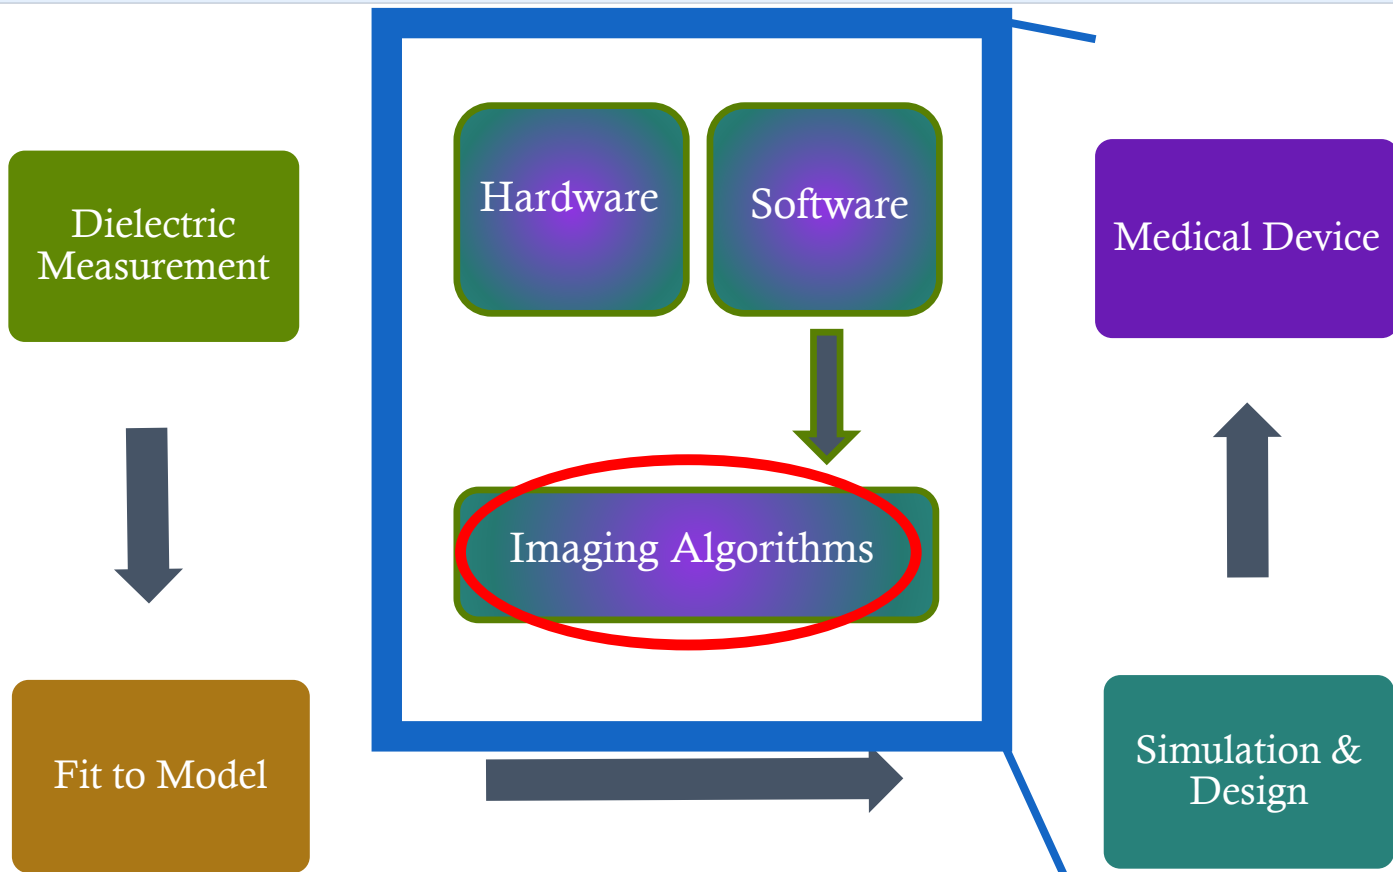 Hardware
Software
Dielectric
Measurement
Medical Device
Imaging Algorithms
Fit to Model
Simulation &
Design